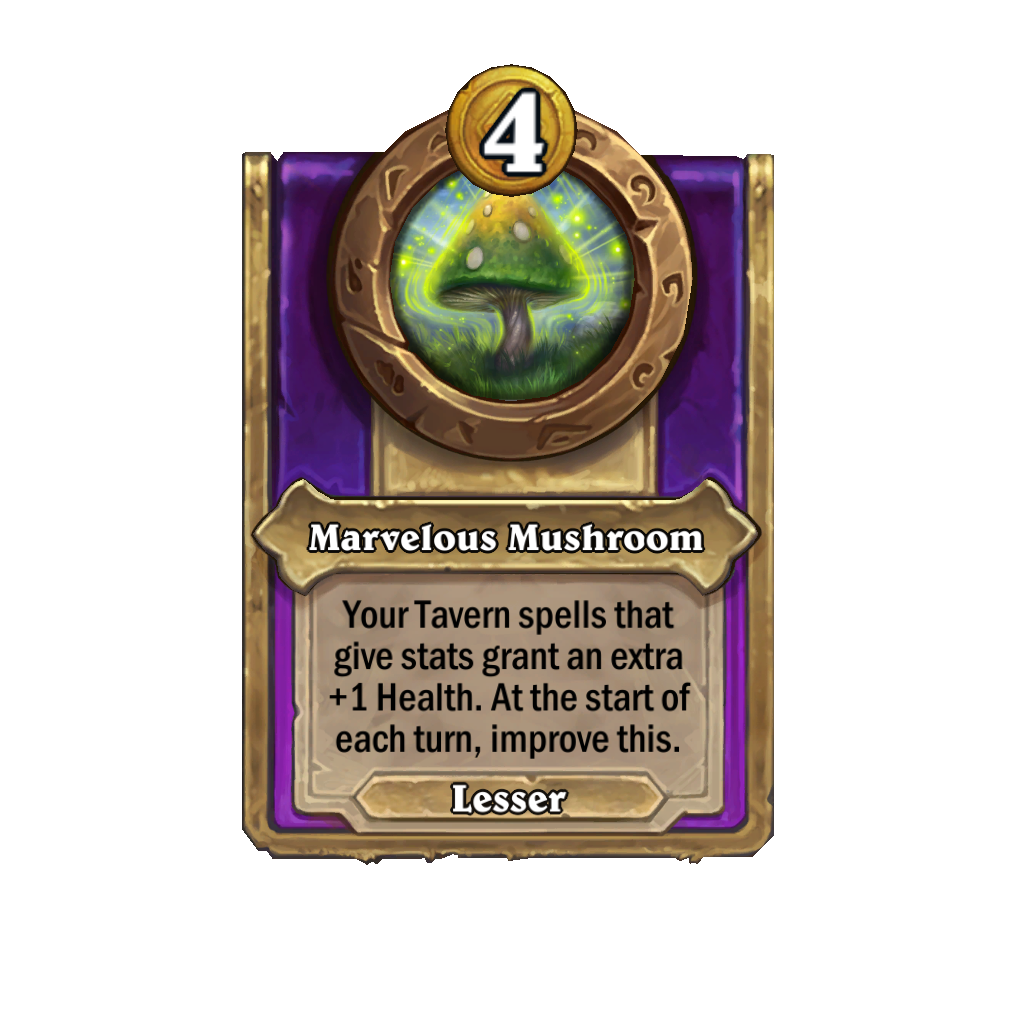 4
Marvelous Mushroom
Your Tavern spells that
give stats grant an extra
+1 Health. At the start of
each turn, improve this.
Lesser